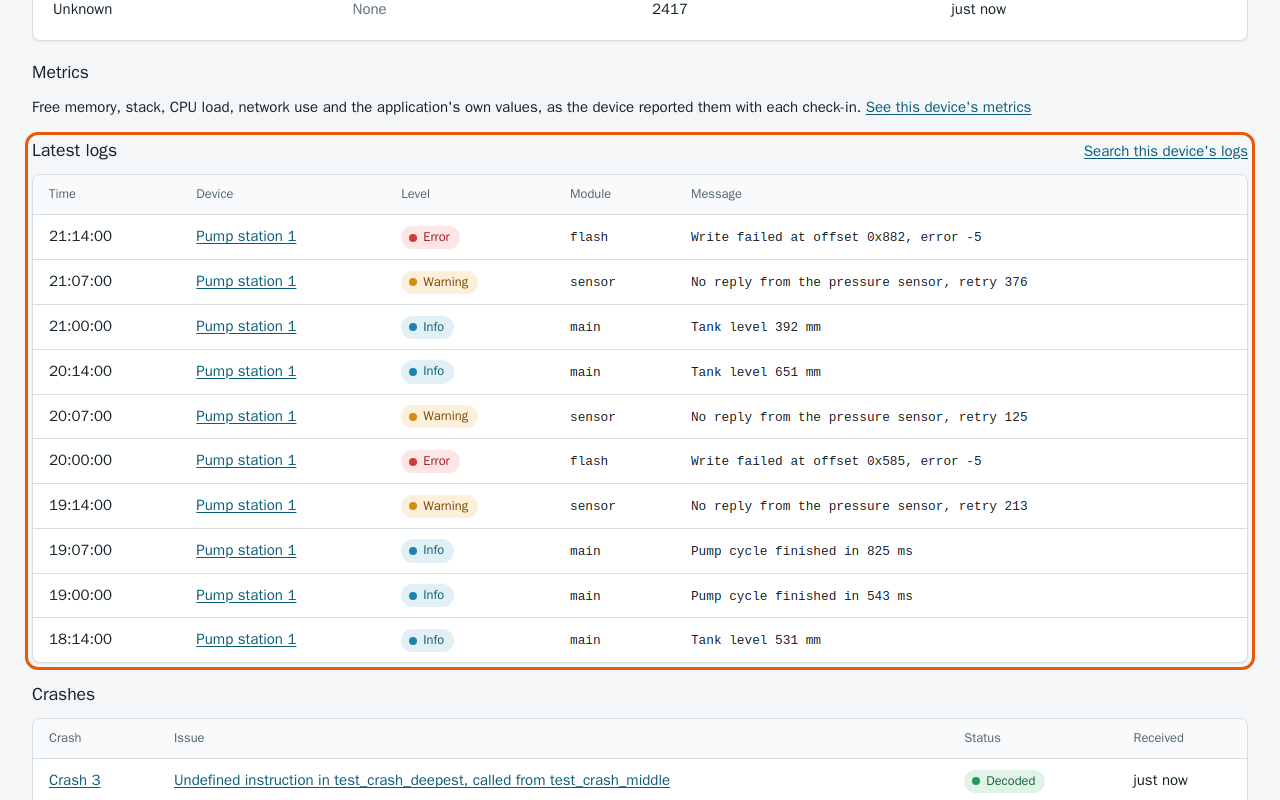 Unknown None 2417 just now
Metrics
Free memory, stack, CPU load, network use and the application's own values, as the device reported them with each check-in. See this device's metrics
Latest logs Search this device's logs
Time Device Level Module Message
21:14:00 Pump station 1 Error flash Write failed at offset 0x882, error -5
21:07:00 Pump station 1 Warning sensor No reply from the pressure sensor, retry 376
21:00:00 Pump station 1 Info main Tank level 392 mm
20:14:00 Pump station 1 Info main Tank level 651 mm
20:07:00 Pump station 1 Warning sensor No reply from the pressure sensor, retry 125
20:00:00 Pump station 1 Error flash Write failed at offset 0x585, error -5
19:14:00 Pump station 1 Warning sensor No reply from the pressure sensor, retry 213
19:07:00 Pump station 1 Info main Pump cycle finished in 825 ms
19:00:00 Pump station 1 Info main Pump cycle finished in 543 ms
18:14:00 Pump station 1 Info main Tank level 531 mm
Crashes
Crash Issue Status Received
Crash 3 Undefined instruction in test_crash_deepest, called from test_crash_middle Decoded just now